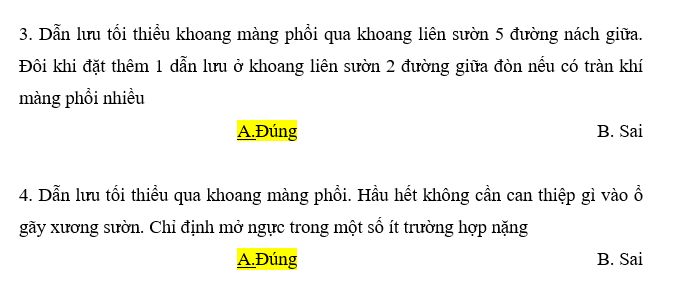 3. Dẫn lưu tối thiểu khoang màng phổi qua khoang liên sườn 5 đường nách giữa.
Đôi khi đặt thêm 1 dẫn lưu ở khoang liên sườn 2 đường giữa đòn nếu có tràn khí
màng phổi nhiều
A.Đúng B. Sai
4. Dẫn lưu tối thiểu qua khoang màng phổi. Hầu hết không cần can thiệp gì vào ổ
gãy xương sườn. Chỉ định mở ngực trong một số ít trường hợp nặng
A.Đúng B. Sai